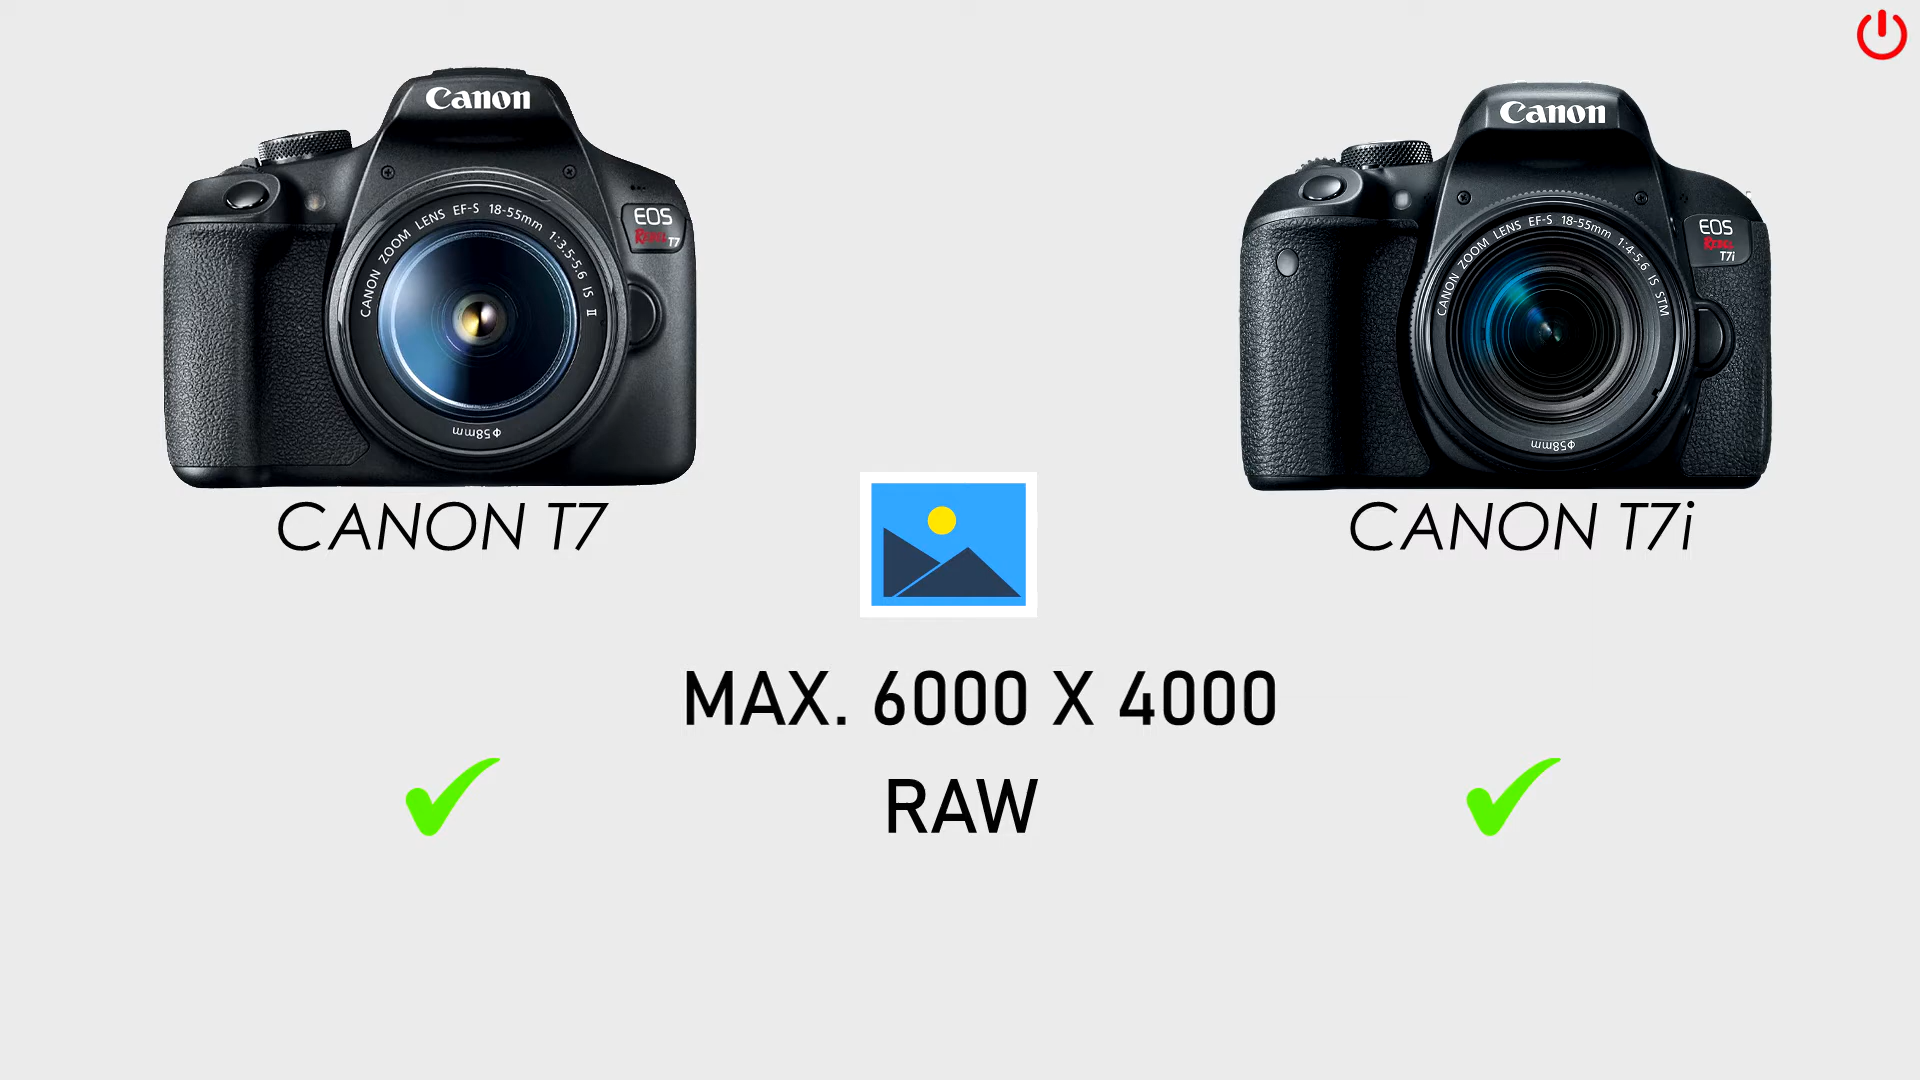 Canon
EOS
Rebel
T7
CANON ZOOM LENS EF-S 18-55mm 1:3.5-5.6 IS II
Φ58mm
CANON T7
Canon
EOS
Rebel
T7i
CANON ZOOM LENS EF-S 18-55mm 1:4-5.6 IS STM
Φ58mm
CANON T7i
MAX. 6000 X 4000
RAW